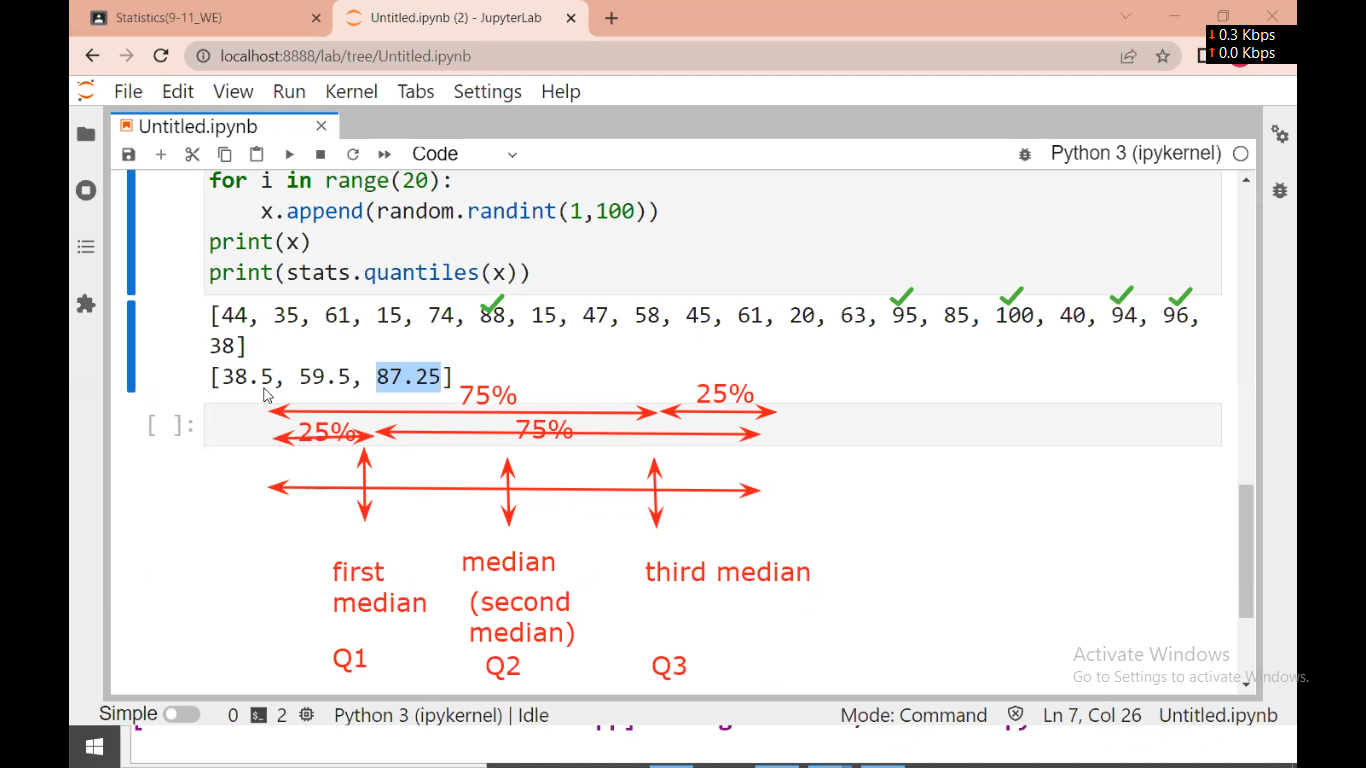 Statistics(9-11_WE)
Untitled.ipynb (2) - JupyterLab
0.3 Kbps
0.0 Kbps
localhost:8888/lab/tree/Untitled.ipynb
File Edit View Run Kernel Tabs Settings Help
Untitled.ipynb
Code
Python 3 (ipykernel)
for i in range(20):
    x.append(random.randint(1,100))
print(x)
print(stats.quantiles(x))
[44, 35, 61, 15, 74, 88, 15, 47, 58, 45, 61, 20, 63, 95, 85, 100, 40, 94, 96,
38]
[38.5, 59.5, 87.25]
75% 25%
[ ]: 25% 75%
first
median
median
(second
median)
third median
Q1 Q2 Q3
Activate Windows
Go to Settings to activate Windows.
Simple 0 2 Python 3 (ipykernel) | Idle Mode: Command Ln 7, Col 26 Untitled.ipynb